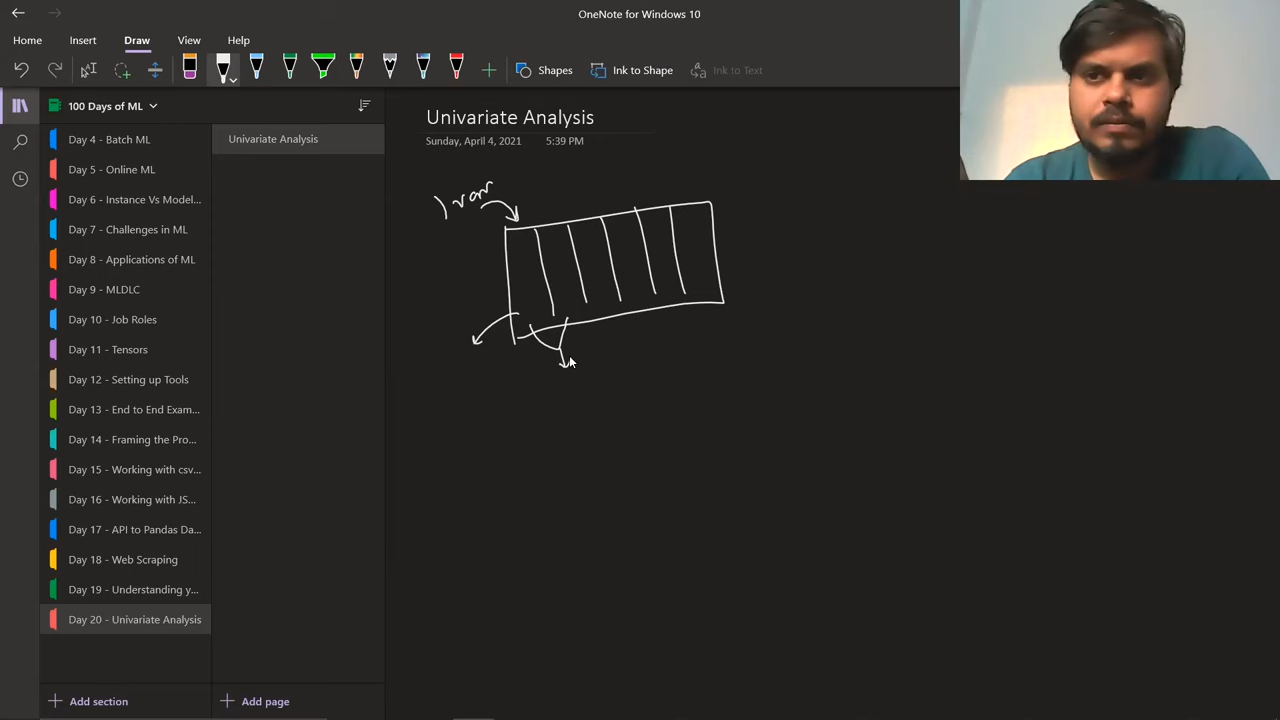 OneNote for Windows 10
Home
Insert
Draw
View
Help
Shapes
Ink to Shape
Ink to Text
100 Days of ML
Day 4 - Batch ML
Day 5 - Online ML
Day 6 - Instance Vs Model...
Day 7 - Challenges in ML
Day 8 - Applications of ML
Day 9 - MLDLC
Day 10 - Job Roles
Day 11 - Tensors
Day 12 - Setting up Tools
Day 13 - End to End Exam...
Day 14 - Framing the Pro...
Day 15 - Working with csv...
Day 16 - Working with JS...
Day 17 - API to Pandas Da...
Day 18 - Web Scraping
Day 19 - Understanding y...
Day 20 - Univariate Analysis
Add section
Univariate Analysis
Add page
Univariate Analysis
Sunday, April 4, 2021 5:39 PM
1 var